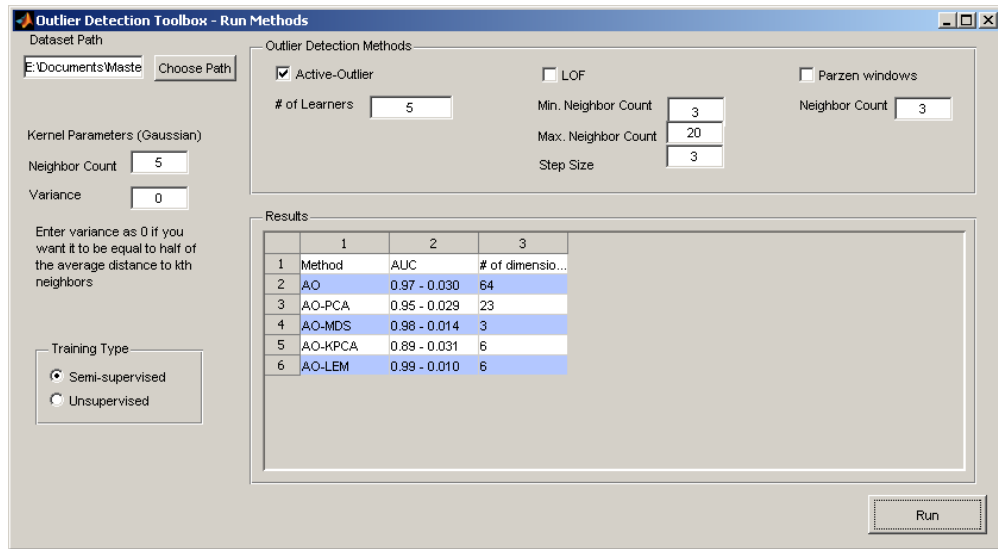 Outlier Detection Toolbox - Run Methods
Dataset Path
E:\Documents\Maste
Choose Path
Kernel Parameters (Gaussian)
Neighbor Count 5
Variance 0
Enter variance as 0 if you
want it to be equal to half of
the average distance to kth
neighbors
Training Type
Semi-supervised
Unsupervised
Outlier Detection Methods
Active-Outlier
# of Learners 5
LOF
Min. Neighbor Count 3
Max. Neighbor Count 20
Step Size 3
Parzen windows
Neighbor Count 3
Results
1 2 3
1 Method AUC # of dimensio...
2 AO 0.97 - 0.030 64
3 AO-PCA 0.95 - 0.029 23
4 AO-MDS 0.98 - 0.014 3
5 AO-KPCA 0.89 - 0.031 6
6 AO-LEM 0.99 - 0.010 6
Run